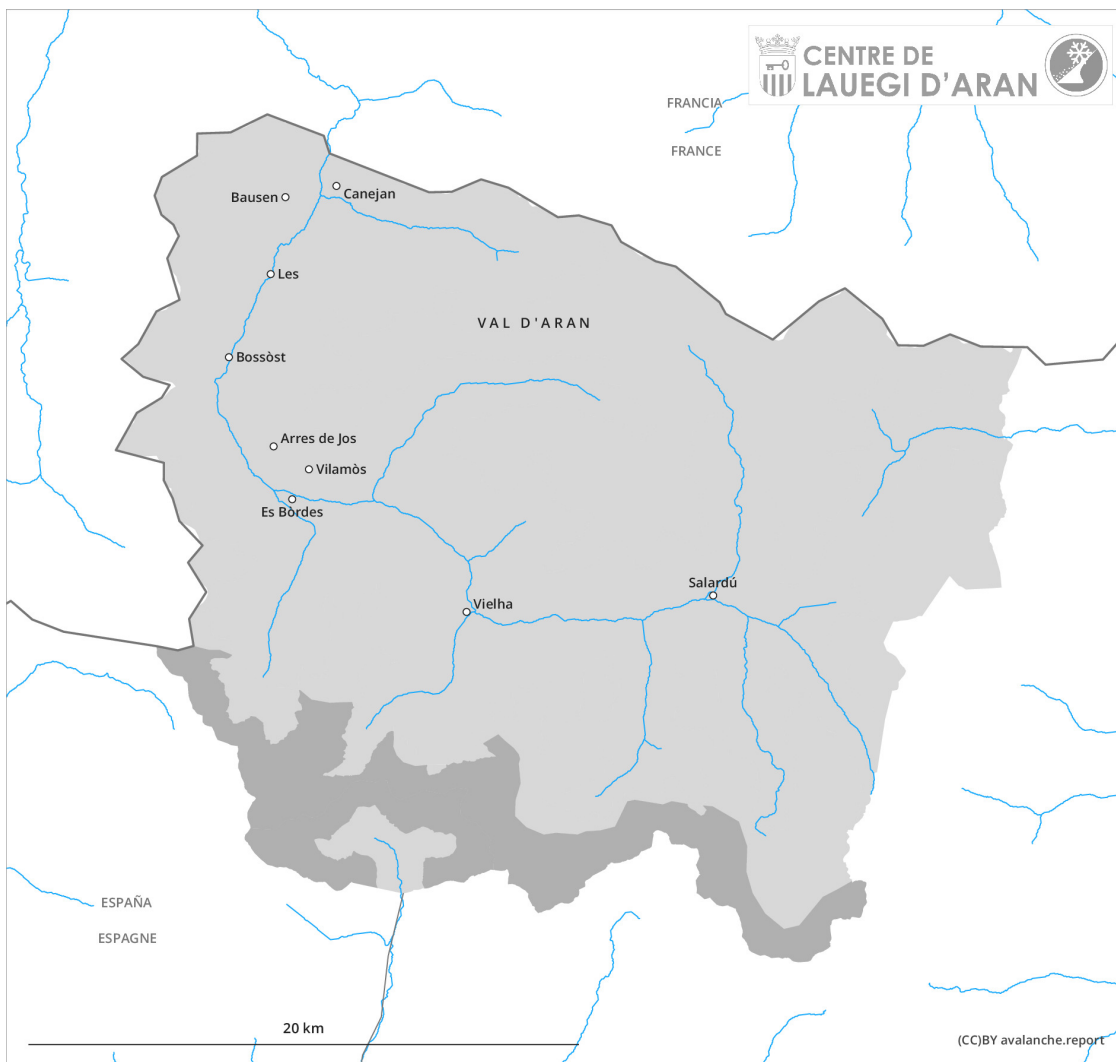 CENTRE DE
LAUEGI D'ARAN
FRANCIA
FRANCE
Bausen
Canejan
Les
VAL D'ARAN
Bossòst
Arres de Jos
Vilamòs
Es Bòrdes
Salardú
Vielha
ESPAÑA
ESPAGNE
20 km
(CC)BY avalanche.report